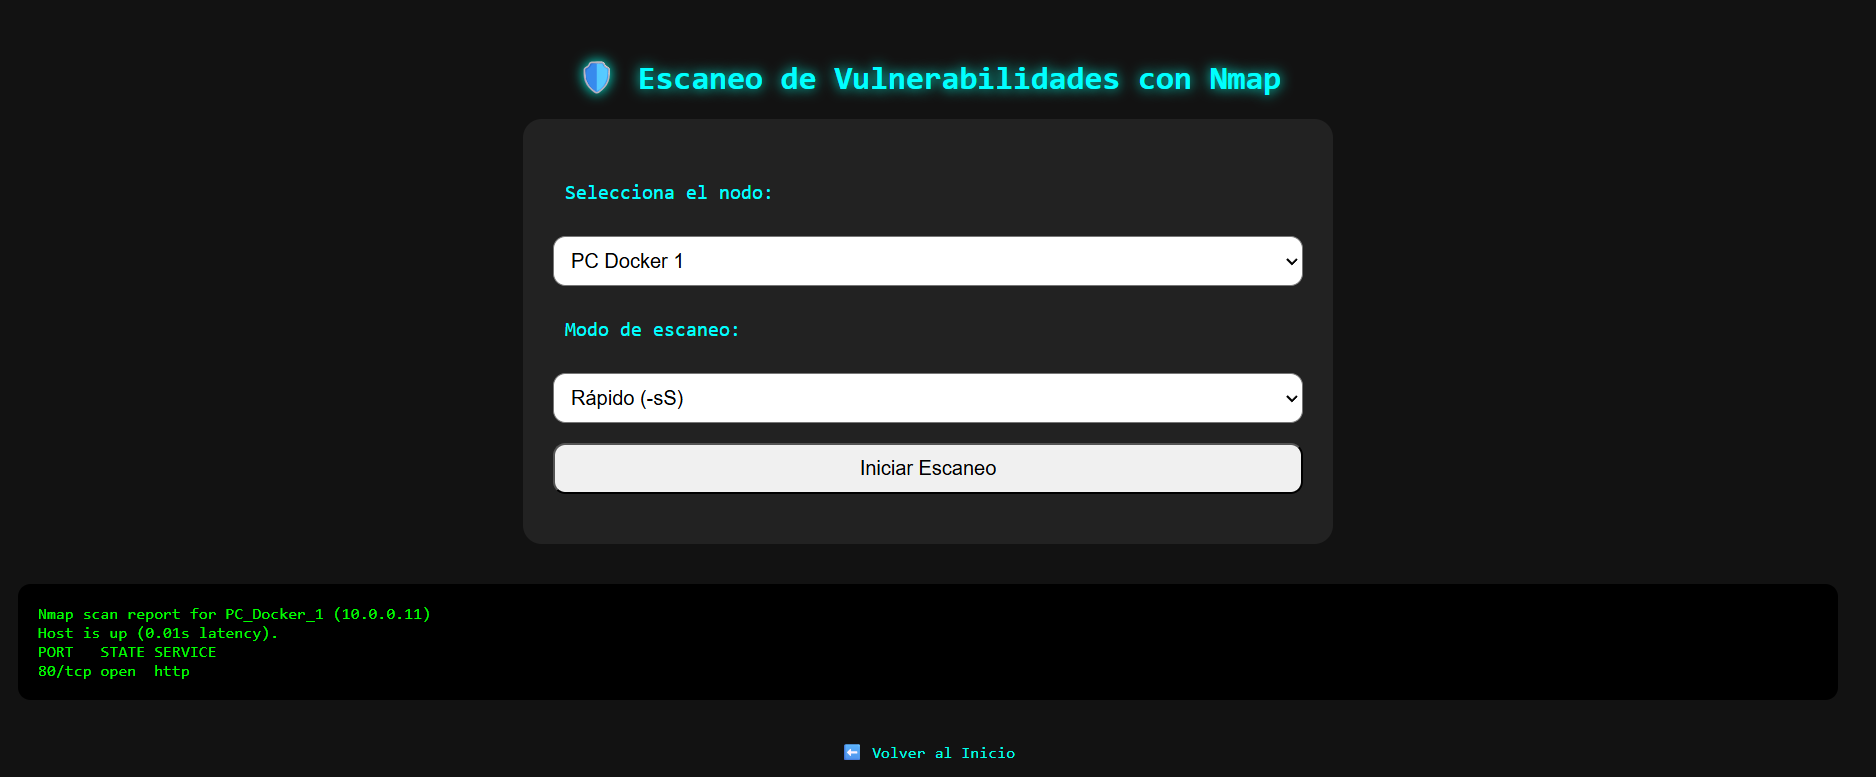 Escaneo de Vulnerabilidades con Nmap
Selecciona el nodo:
PC Docker 1
Modo de escaneo:
Rápido (-sS)
Iniciar Escaneo
Nmap scan report for PC_Docker_1 (10.0.0.11)
Host is up (0.01s latency).
PORT   STATE SERVICE
80/tcp open  http
Volver al Inicio